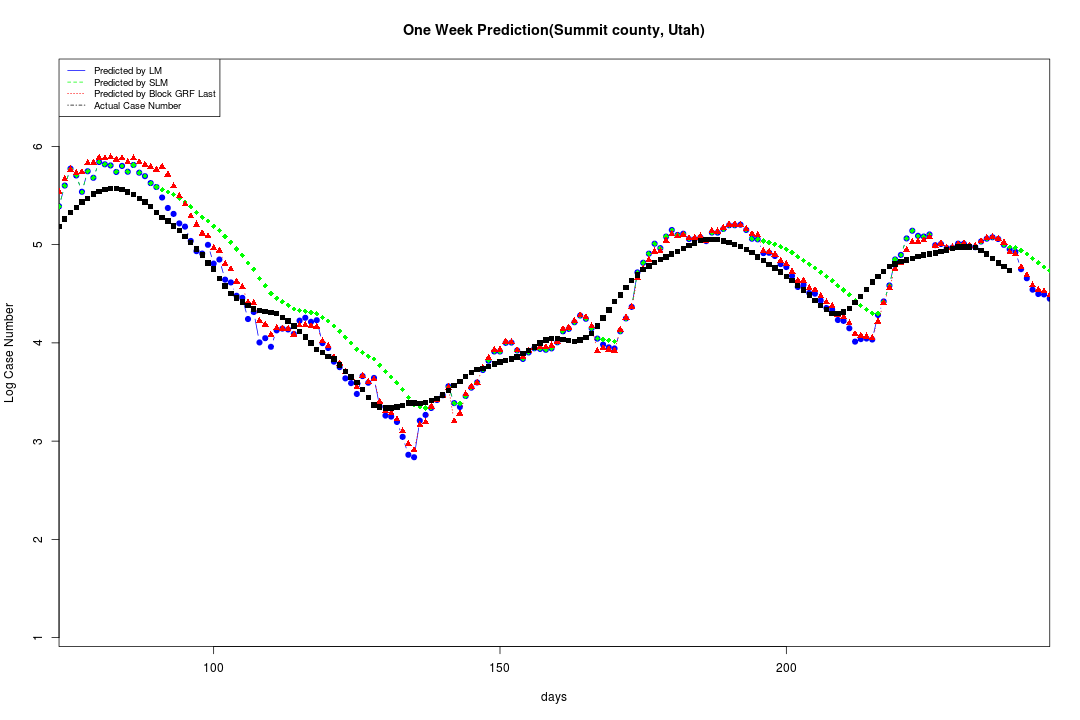 One Week Prediction(Summit county, Utah)
Predicted by LM
Predicted by SLM
Predicted by Block GRF Last
Actual Case Number
6
5
4
3
2
1
Log Case Number
100 150 200
days